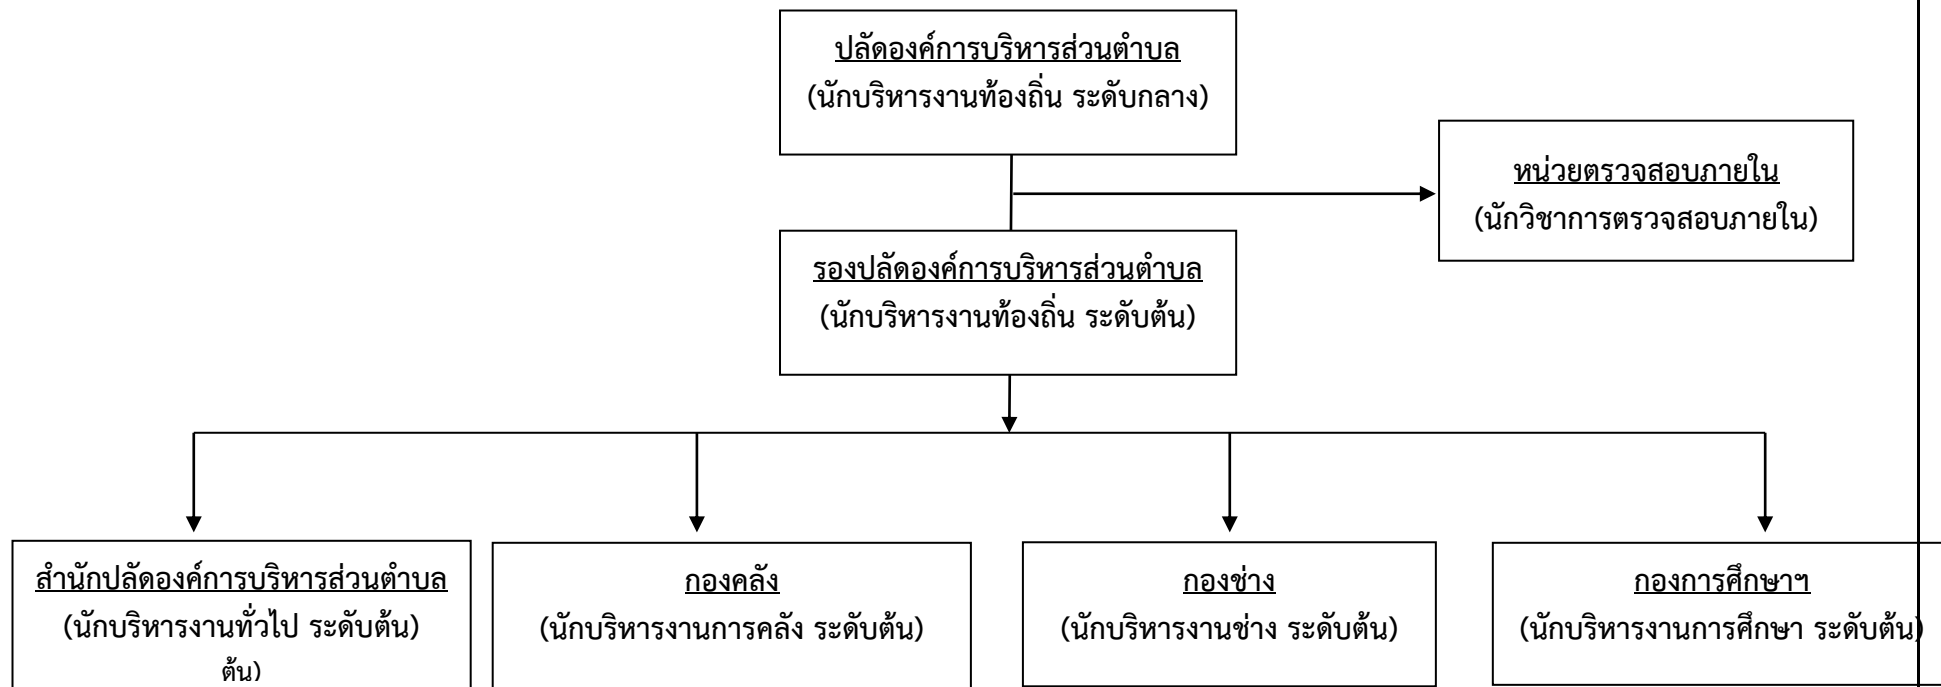 ปลัดองค์การบริหารส่วนตำบล
(นักบริหารงานท้องถิ่น ระดับกลาง)
หน่วยตรวจสอบภายใน
(นักวิชาการตรวจสอบภายใน)
รองปลัดองค์การบริหารส่วนตำบล
(นักบริหารงานท้องถิ่น ระดับต้น)
สำนักปลัดองค์การบริหารส่วนตำบล
(นักบริหารงานทั่วไป ระดับต้น)
ต้น)
กองคลัง
(นักบริหารงานการคลัง ระดับต้น)
กองช่าง
(นักบริหารงานช่าง ระดับต้น)
กองการศึกษาฯ
(นักบริหารงานการศึกษา ระดับต้น)